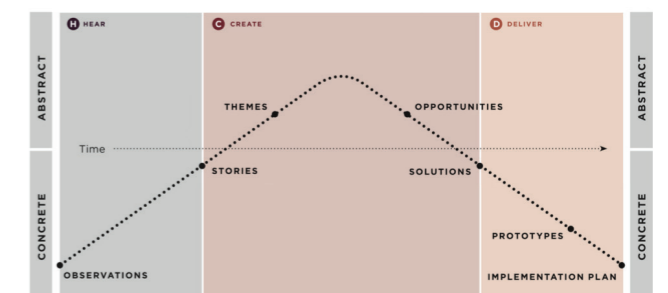 H HEAR
C CREATE
D DELIVER
ABSTRACT
ABSTRACT
THEMES
OPPORTUNITIES
Time
STORIES
SOLUTIONS
CONCRETE
CONCRETE
PROTOTYPES
OBSERVATIONS
IMPLEMENTATION PLAN